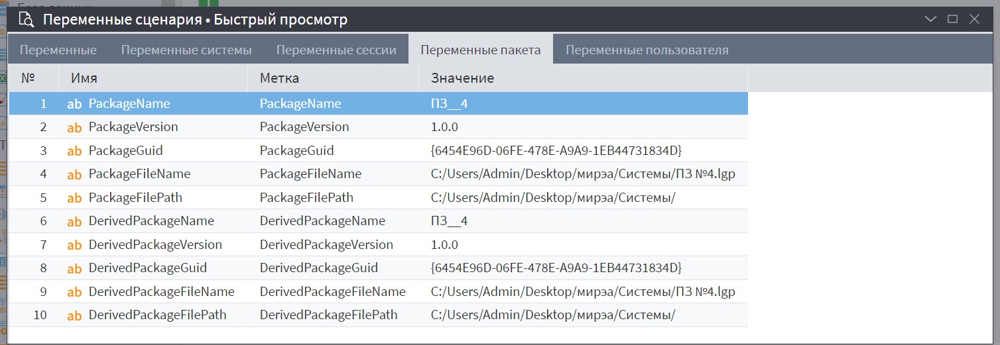 Переменные сценария • Быстрый просмотр
Переменные Переменные системы Переменные сессии Переменные пакета Переменные пользователя
№ Имя Метка Значение
1 ab PackageName PackageName ПЗ__4
2 ab PackageVersion PackageVersion 1.0.0
3 ab PackageGuid PackageGuid {6454E96D-06FE-478E-A9A9-1EB44731834D}
4 ab PackageFileName PackageFileName C:/Users/Admin/Desktop/мирэа/Системы/ПЗ №4.lgp
5 ab PackageFilePath PackageFilePath C:/Users/Admin/Desktop/мирэа/Системы/
6 ab DerivedPackageName DerivedPackageName ПЗ__4
7 ab DerivedPackageVersion DerivedPackageVersion 1.0.0
8 ab DerivedPackageGuid DerivedPackageGuid {6454E96D-06FE-478E-A9A9-1EB44731834D}
9 ab DerivedPackageFileName DerivedPackageFileName C:/Users/Admin/Desktop/мирэа/Системы/ПЗ №4.lgp
10 ab DerivedPackageFilePath DerivedPackageFilePath C:/Users/Admin/Desktop/мирэа/Системы/